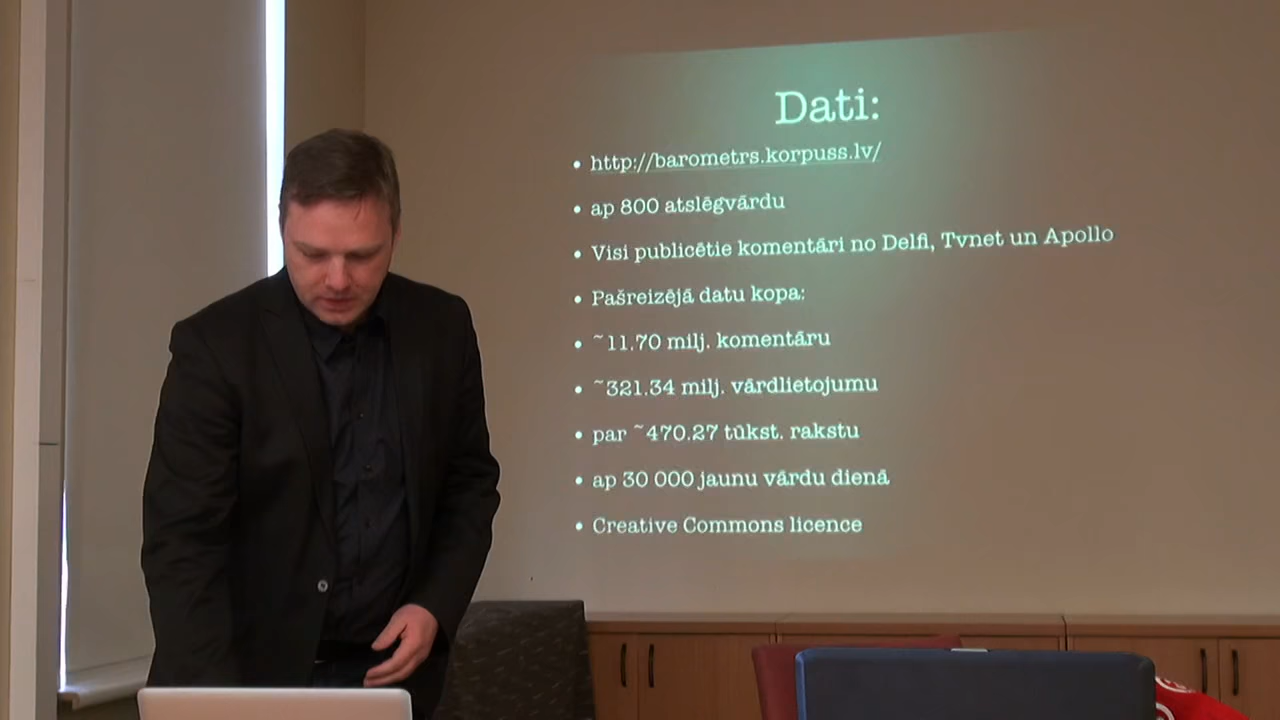 Dati:
• http://barometrs.korpuss.lv/
• ap 800 atslēgvārdu
• Visi publicētie komentāri no Delfi, Tvnet un Apollo
• Pašreizējā datu kopa:
• ~11.70 milj. komentāru
• ~321.34 milj. vārdlietojumu
• par ~470.27 tūkst. rakstu
• ap 30 000 jaunu vārdu dienā
• Creative Commons licence